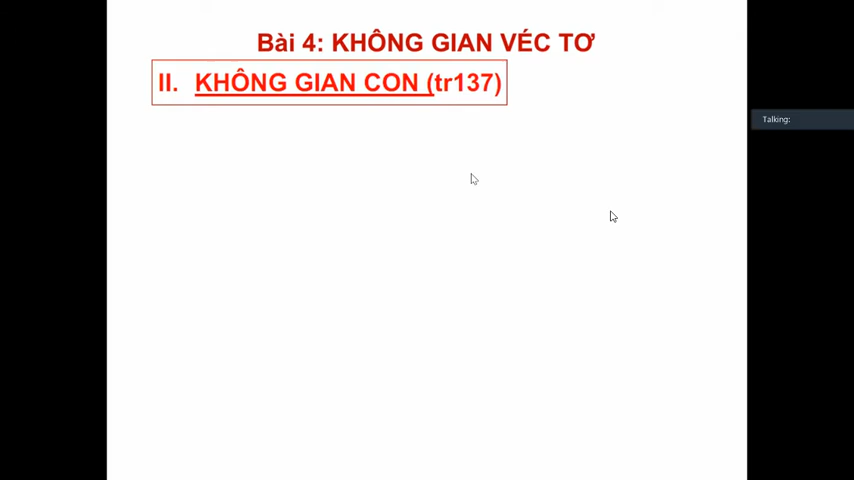 Bài 4: KHÔNG GIAN VÉC TƠ
II. KHÔNG GIAN CON (tr137)
Talking: